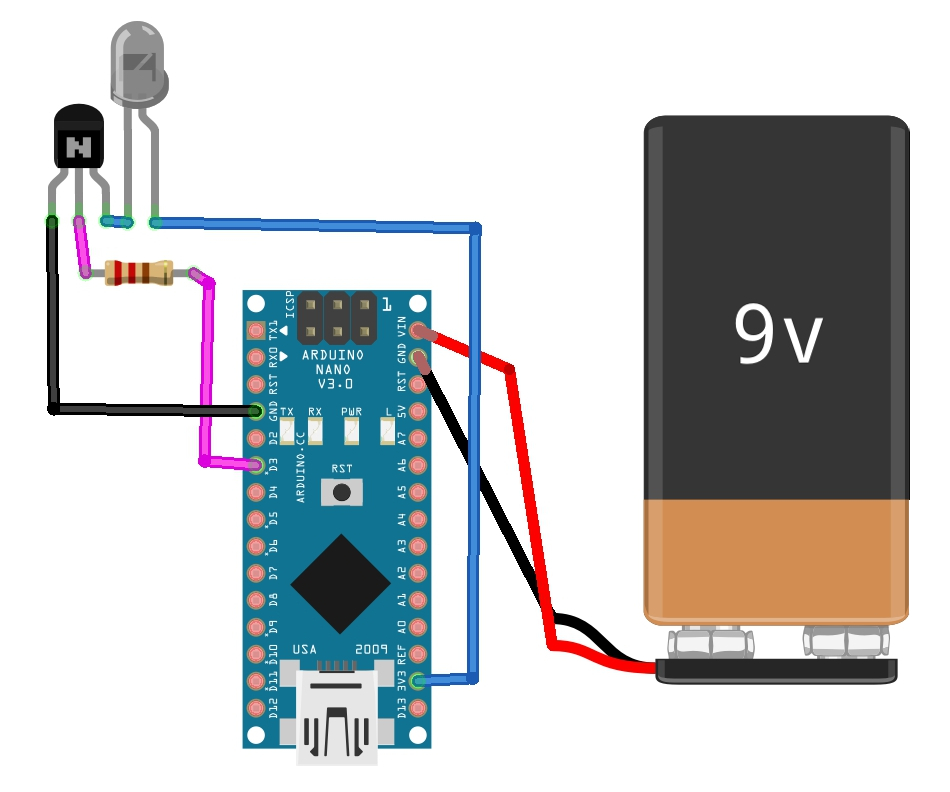 N
ICSP
1
TX1
RX0
RST
GND
D2
D3
D4
D5
D6
D7
D8
D9
D10
D11
D12
ARDUINO
NANO
V3.0
TX RX PWR L
ARDUINO.CC
RST
USA 2009
VIN
GND
RST
5V
A7
A6
A5
A4
A3
A2
A1
A0
REF
3V3
D13
9v